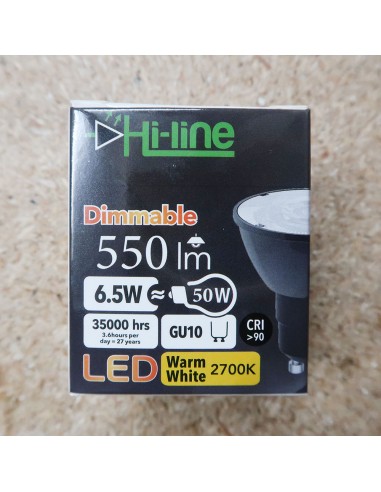 Hi-line
Dimmable
550 lm
6.5W ≈ 50W
35000 hrs
3.6hours per
day = 27 years
GU10
CRI
>90
LED
Warm
White
2700K